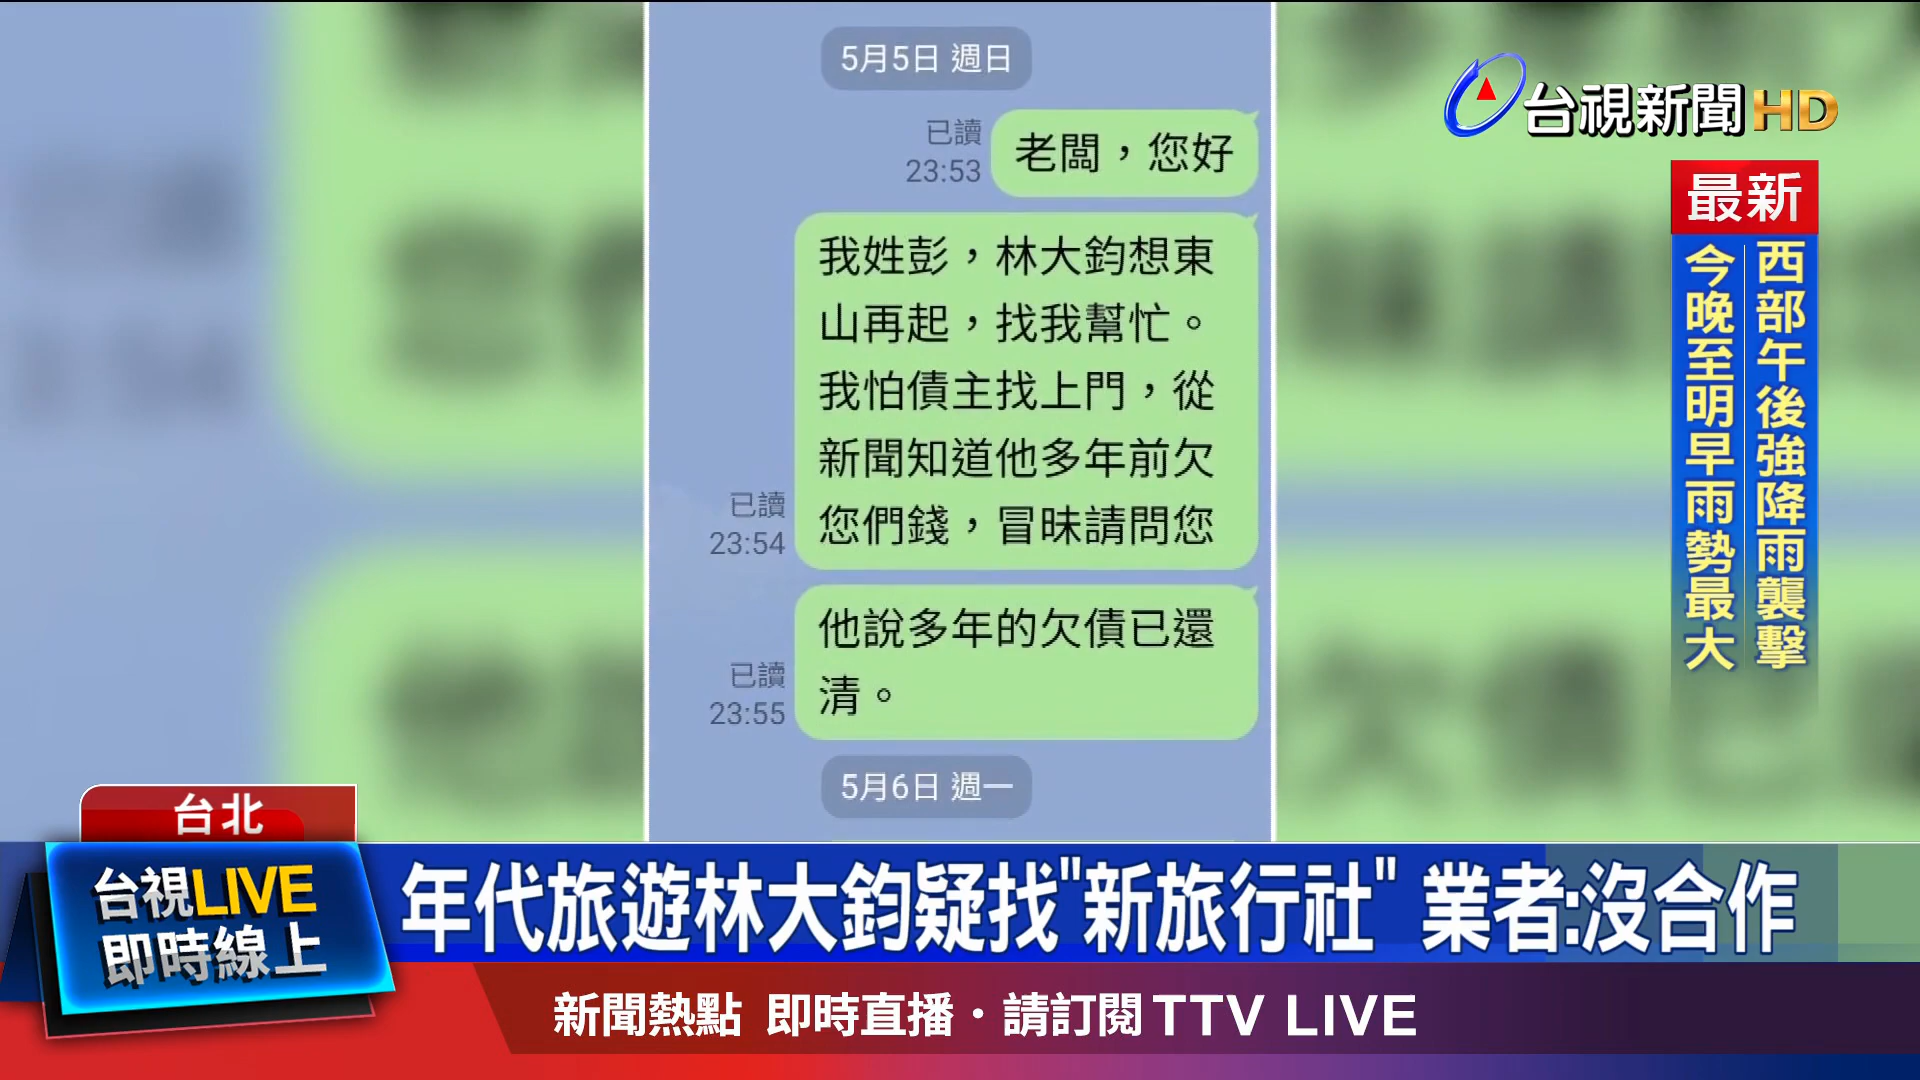 5月5日 週日
已讀
23:53
老闆，您好
我姓彭，林大鈞想東
山再起，找我幫忙。
我怕債主找上門，從
新聞知道他多年前欠
您們錢，冒昧請問您
已讀
23:54
他說多年的欠債已還
清。
已讀
23:55
5月6日 週一
台視新聞HD
最新
西部午後強降雨襲擊
今晚至明早雨勢最大
台北
台視LIVE
即時線上
年代旅遊林大鈞疑找"新旅行社" 業者:沒合作
新聞熱點 即時直播・請訂閱TTV LIVE